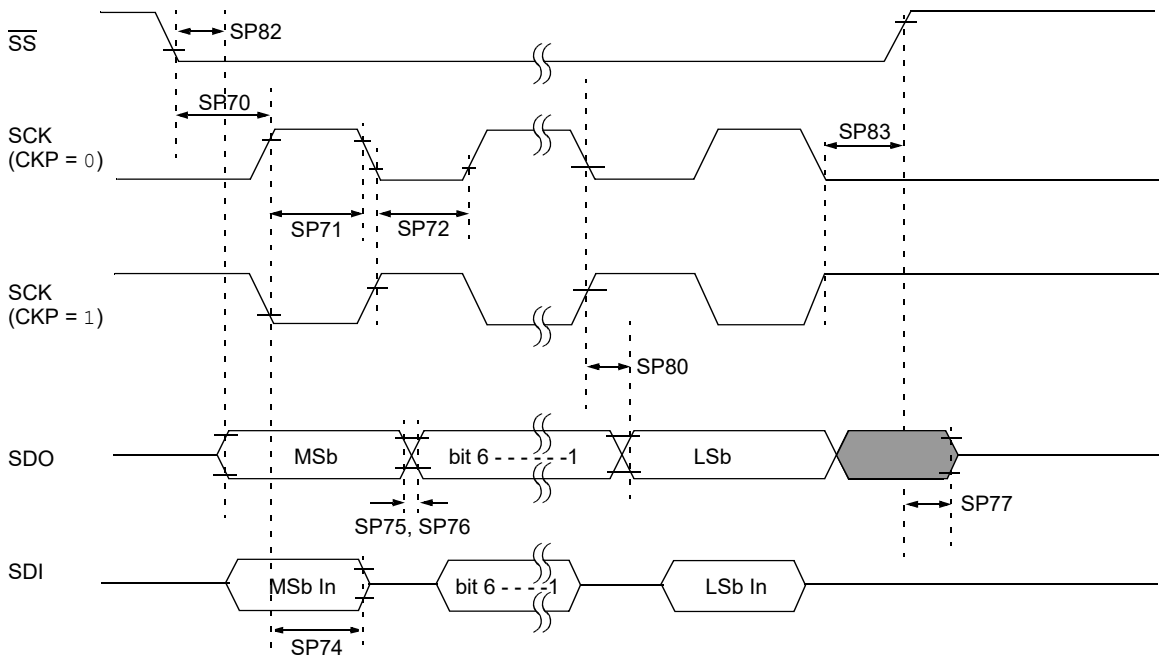 SS
SP82
SP70
SCK
(CKP = 0)
SP83
SP71
SP72
SCK
(CKP = 1)
SP80
SDO
MSb
bit 6 - - - - - - -1
LSb
SP75, SP76
SP77
SDI
MSb In
bit 6 - - - -1
LSb In
SP74